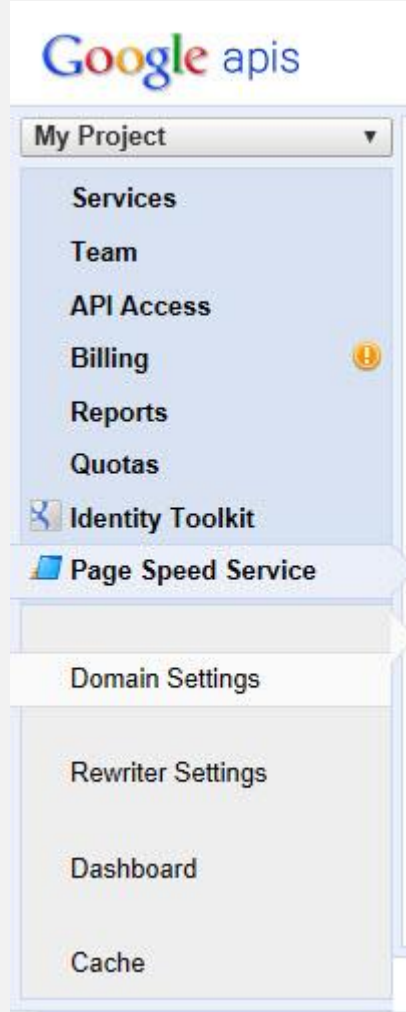 Google apis
My Project
Services
Team
API Access
Billing
Reports
Quotas
Identity Toolkit
Page Speed Service
Domain Settings
Rewriter Settings
Dashboard
Cache